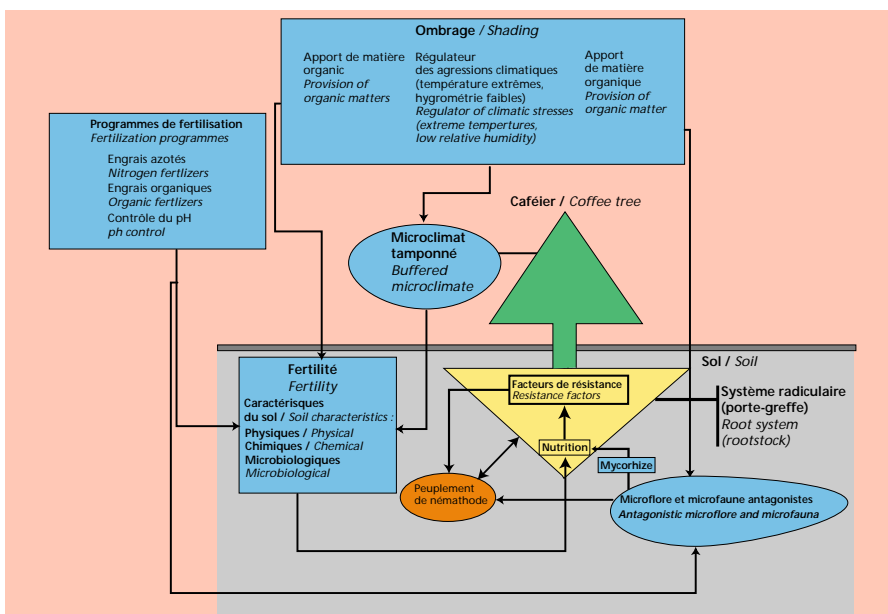 Ombrage / Shading
Apport de matière
organic
Provision of
organic matters
Régulateur
des agressions climatiques
(température extrêmes,
hygrométrie faibles)
Regulator of climatic stresses
(extreme tempertures,
low relative humidity)
Apport
de matière
organique
Provision of
organic matter
Programmes de fertilisation
Fertilization programmes
Engrais azotés
Nitrogen fertlizers
Engrais organiques
Organic fertlizers
Contrôle du pH
ph control
Caféier / Coffee tree
Microclimat
tamponné
Buffered
microclimate
Sol / Soil
Fertilité
Fertility
Caractérisques
du sol / Soil characteristics :
Physiques / Physical
Chimiques / Chemical
Microbiologiques
Microbiological
Facteurs de résistance
Resistance factors
Système radiculaire
(porte-greffe)
Root system
(rootstock)
Nutrition
Mycorhize
Peuplement
de némathode
Microflore et microfaune antagonistes
Antagonistic microflore and microfauna